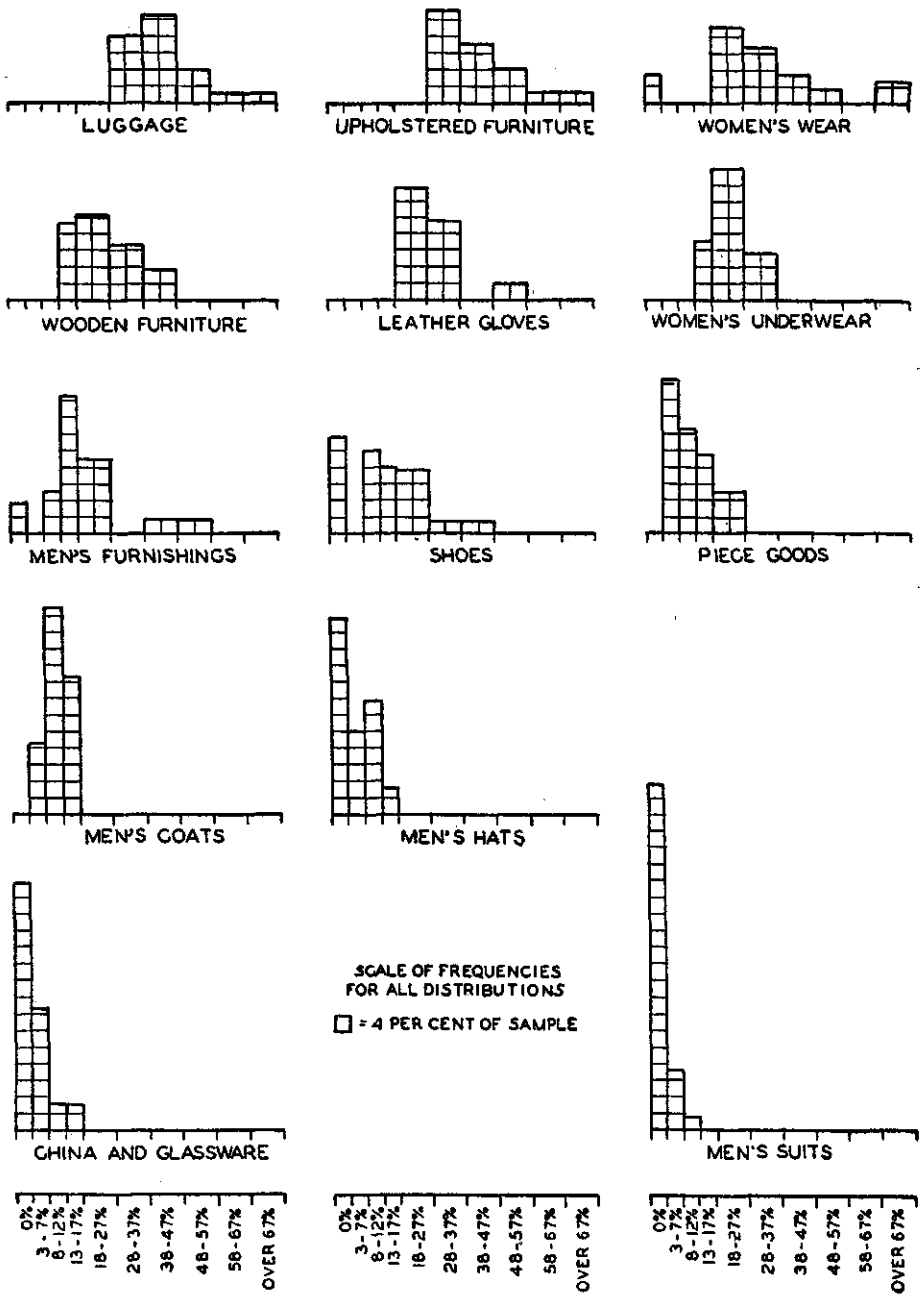 LUGGAGE
UPHOLSTERED FURNITURE
WOMEN'S WEAR
WOODEN FURNITURE
LEATHER GLOVES
WOMEN'S UNDERWEAR
MEN'S FURNISHINGS
SHOES
PIECE GOODS
MEN'S COATS
MEN'S HATS
SCALE OF FREQUENCIES
FOR ALL DISTRIBUTIONS
□ = 4 PER CENT OF SAMPLE
CHINA AND GLASSWARE
MEN'S SUITS
0%
3-7%
8-12%
13-17%
18-27%
28-37%
38-47%
48-57%
58-67%
OVER 67%
0%
3-7%
8-12%
13-17%
18-27%
28-37%
38-47%
48-57%
58-67%
OVER 67%
0%
3-7%
8-12%
13-17%
18-27%
28-37%
38-47%
48-57%
58-67%
OVER 67%